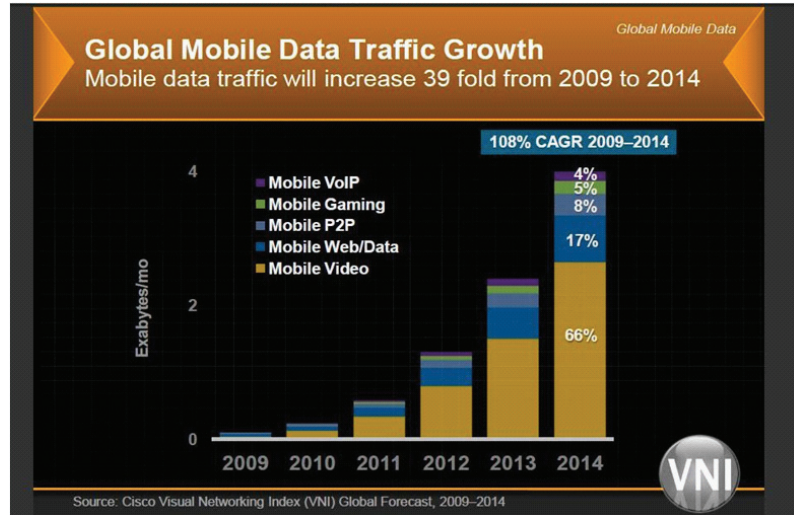 Global Mobile Data
Global Mobile Data Traffic Growth
Mobile data traffic will increase 39 fold from 2009 to 2014
108% CAGR 2009–2014
4
2
0
Exabytes/mo
Mobile VoIP
Mobile Gaming
Mobile P2P
Mobile Web/Data
Mobile Video
4%
5%
8%
17%
66%
2009 2010 2011 2012 2013 2014
VNI
Source: Cisco Visual Networking Index (VNI) Global Forecast, 2009–2014